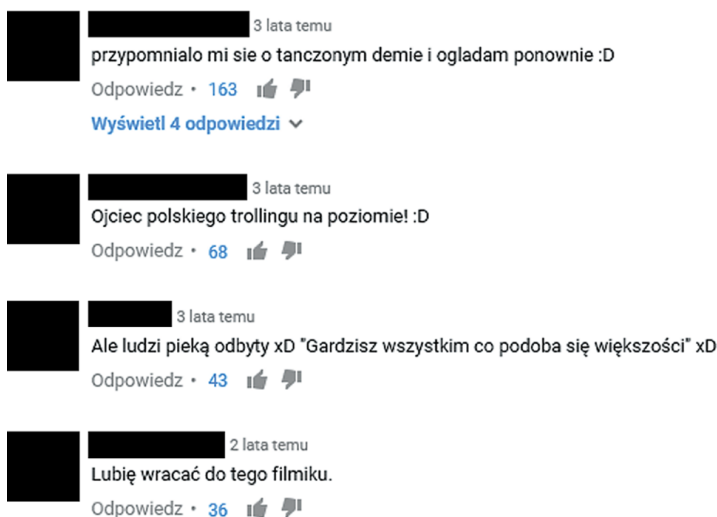 3 lata temu
przypomnialo mi sie o tanczonym demie i ogladam ponownie :D
Odpowiedz • 163
Wyświetl 4 odpowiedzi
3 lata temu
Ojciec polskiego trollingu na poziomie! :D
Odpowiedz • 68
3 lata temu
Ale ludzi pieką odbyty xD "Gardzisz wszystkim co podoba się większości" xD
Odpowiedz • 43
2 lata temu
Lubię wracać do tego filmiku.
Odpowiedz • 36